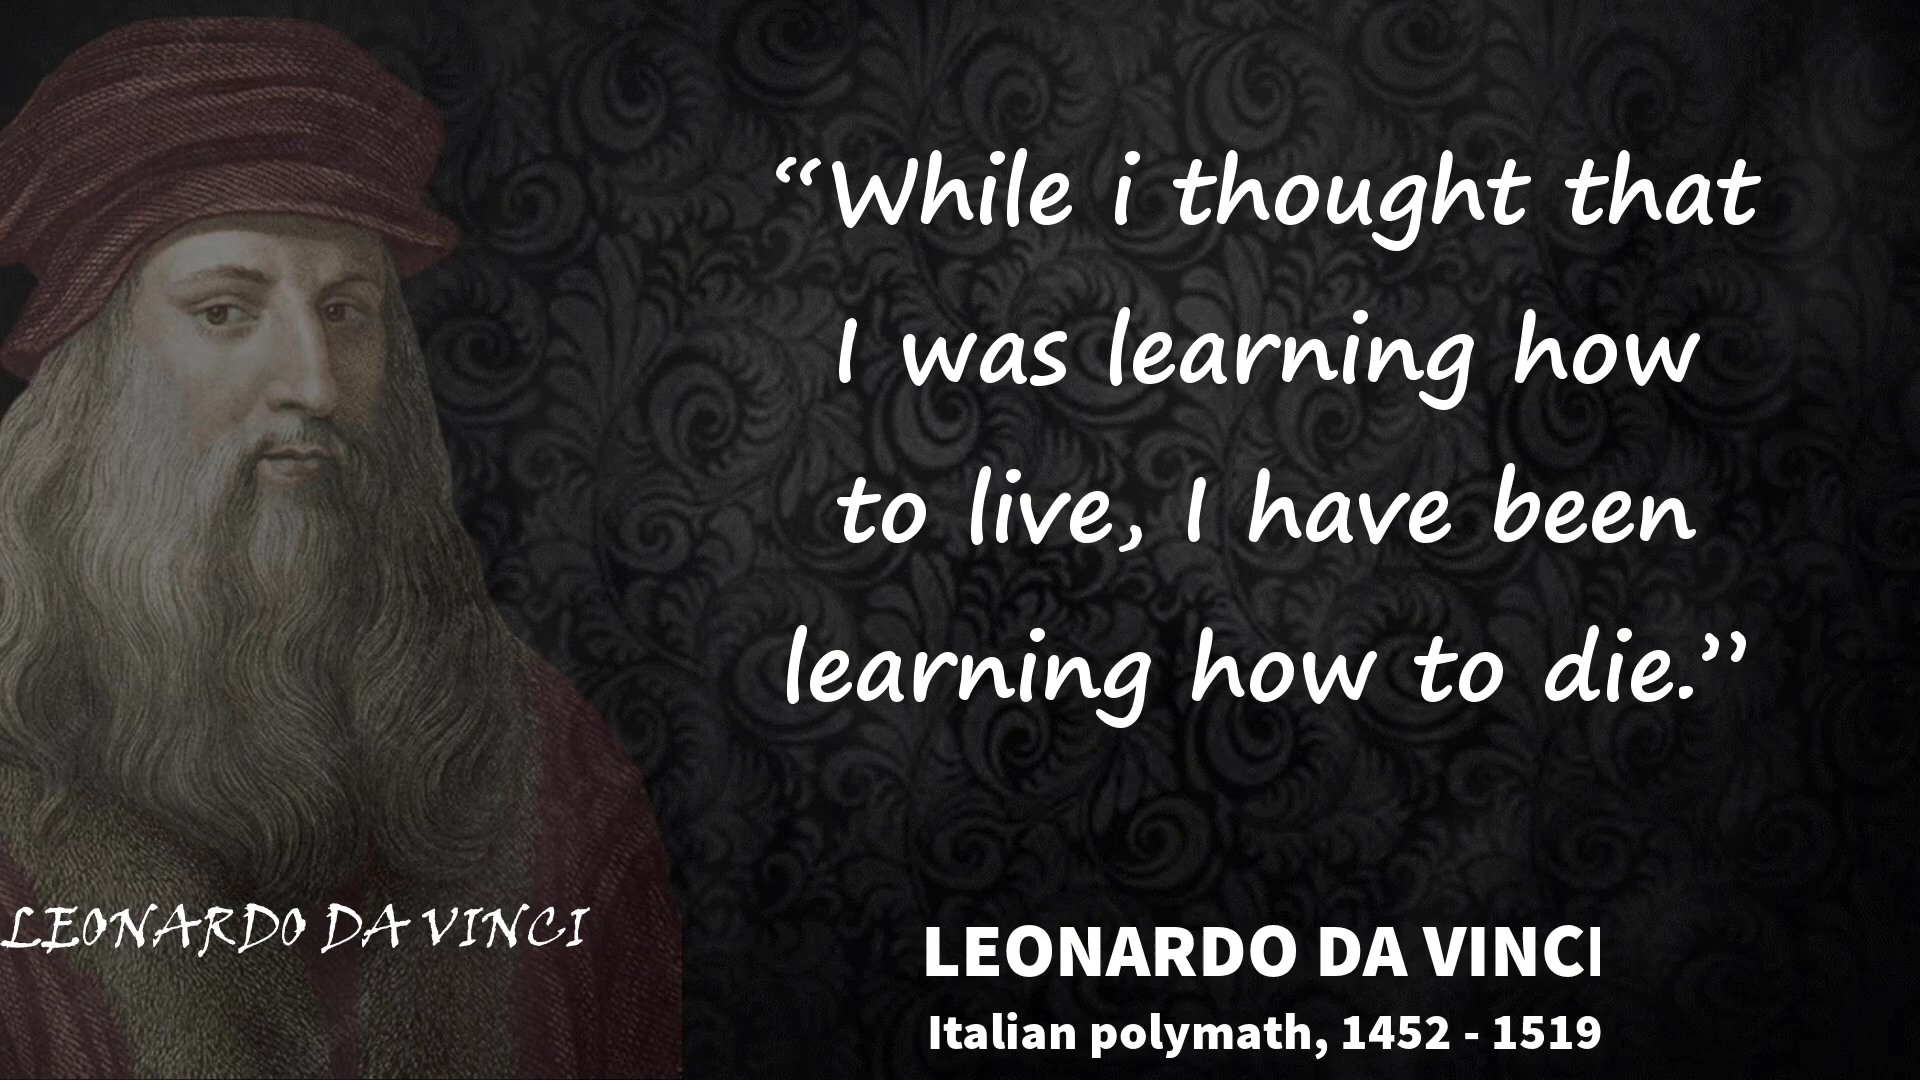 “While i thought that
I was learning how
to live, I have been
learning how to die.”
LEONARDO DA VINCI
LEONARDO DA VINCI
Italian polymath, 1452 - 1519